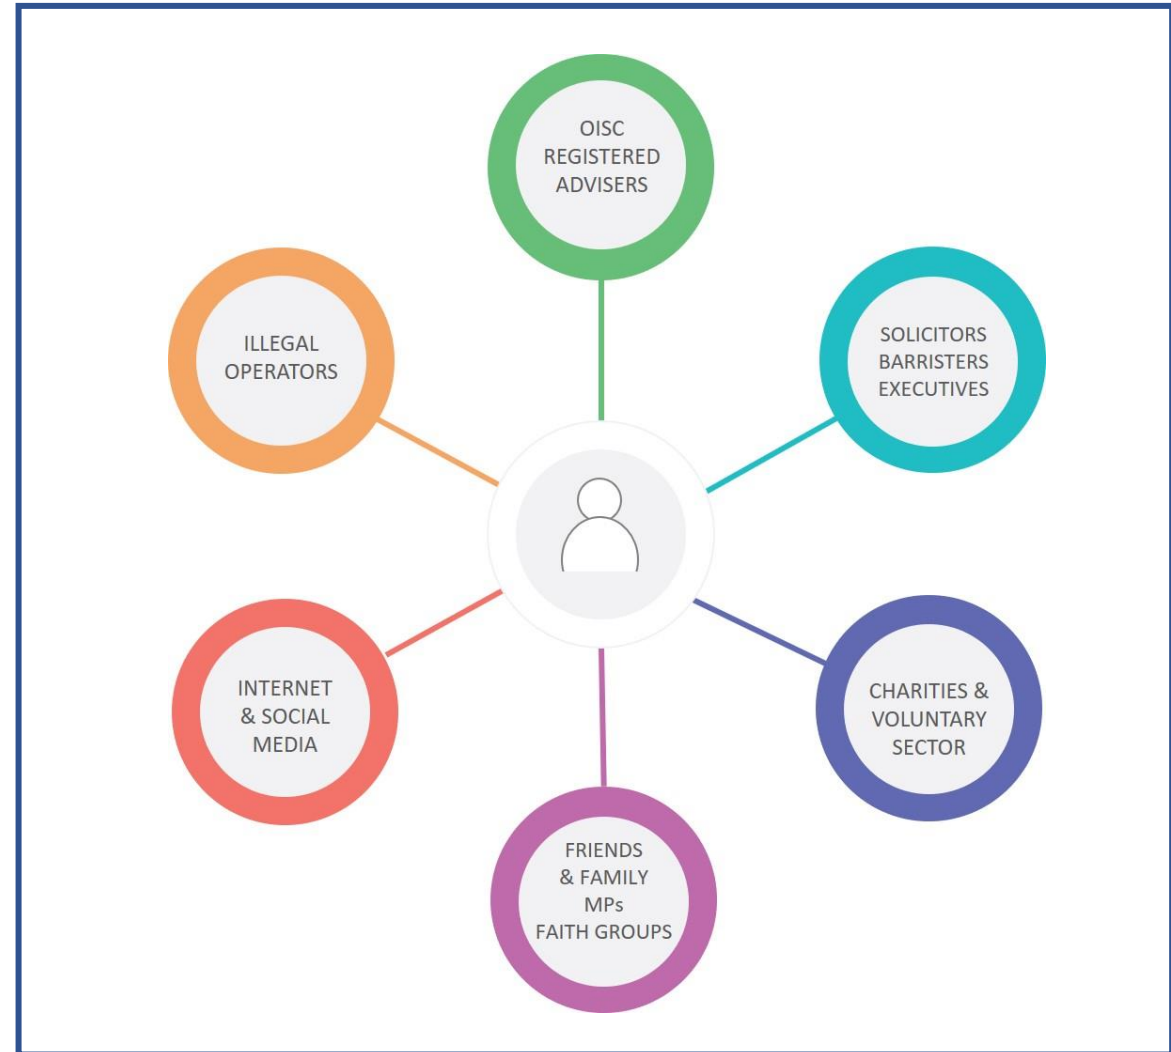 OISC
REGISTERED
ADVISERS
ILLEGAL
OPERATORS
SOLICITORS
BARRISTERS
EXECUTIVES
INTERNET
& SOCIAL
MEDIA
CHARITIES &
VOLUNTARY
SECTOR
FRIENDS
& FAMILY
MPs
FAITH GROUPS